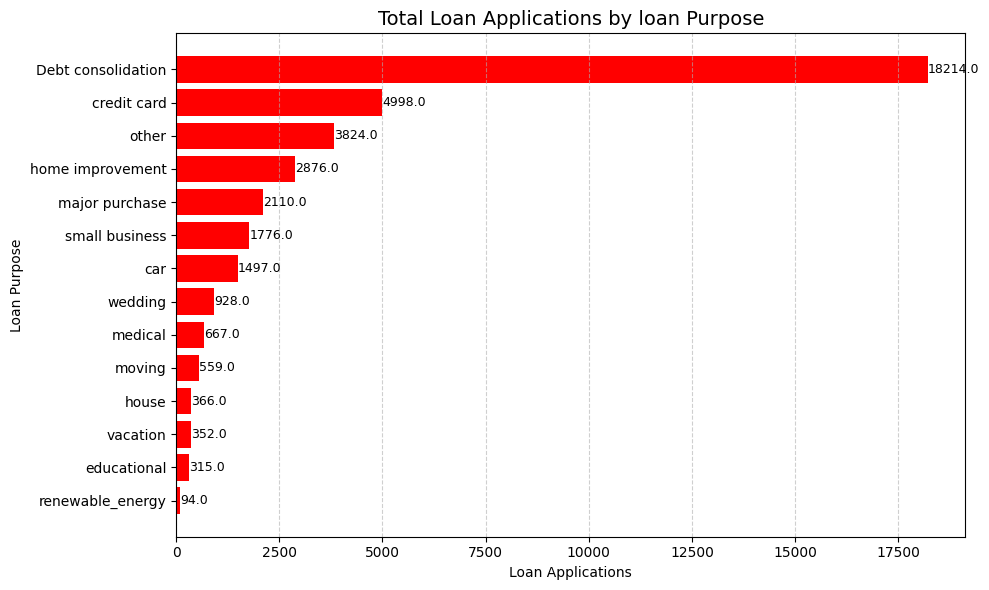 Total Loan Applications by loan Purpose
Loan Purpose
Debt consolidation 18214.0
credit card 4998.0
other 3824.0
home improvement 2876.0
major purchase 2110.0
small business 1776.0
car 1497.0
wedding 928.0
medical 667.0
moving 559.0
house 366.0
vacation 352.0
educational 315.0
renewable_energy 94.0
0 2500 5000 7500 10000 12500 15000 17500
Loan Applications